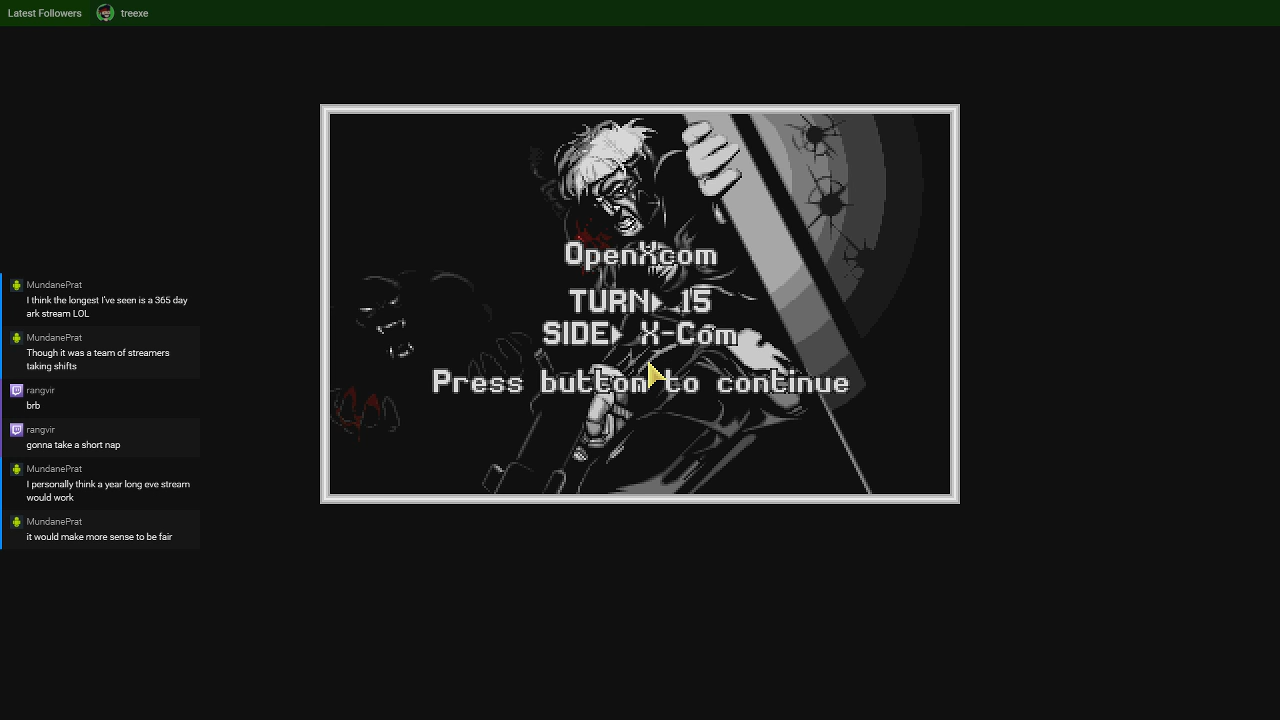 Latest Followers treexe
OpenXcom
TURN▸ 15
SIDE▸ X-Com
Press button to continue
MundanePrat
I think the longest I've seen is a 365 day
ark stream LOL
MundanePrat
Though it was a team of streamers
taking shifts
rangvir
brb
rangvir
gonna take a short nap
MundanePrat
I personally think a year long eve stream
would work
MundanePrat
it would make more sense to be fair